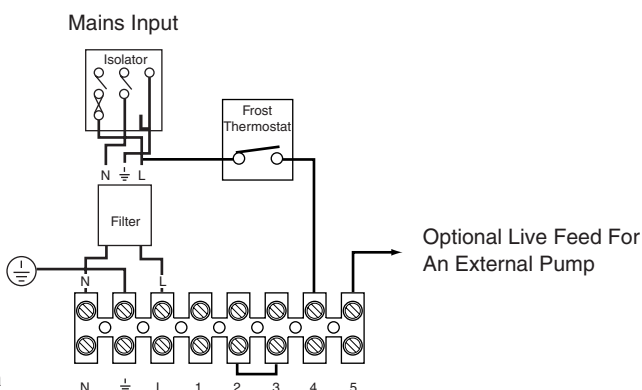 Mains Input
Isolator
Frost
Thermostat
N ⏚ L
Filter
Optional Live Feed For
An External Pump
N L
N ⏚ L 1 2 3 4 5